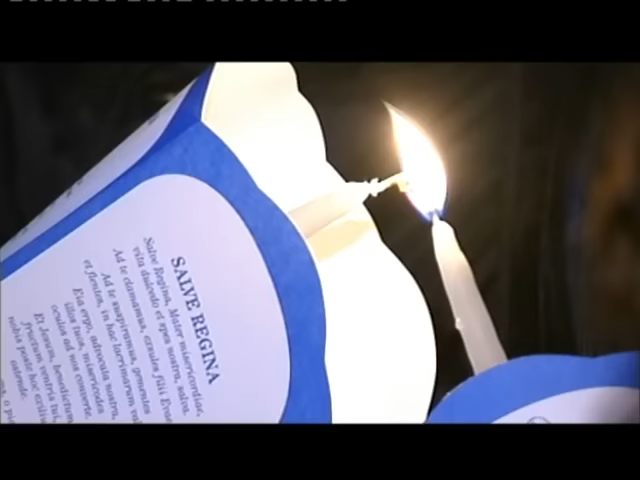 SALVE REGINA
Salve Regina, Mater misericordiae,
vita dulcedo et spes nostra, salve.
Ad te clamamus, exsules filii Evae
Ad te suspiramus, gementes
et flentes, in hac lacrimarum
Eia ergo, advocata nostra,
illos tuos, misericordes
oculos ad nos converte.
Et Jesum, benedictum
fructum ventris tui,
nobis post hoc exilium
ostende.